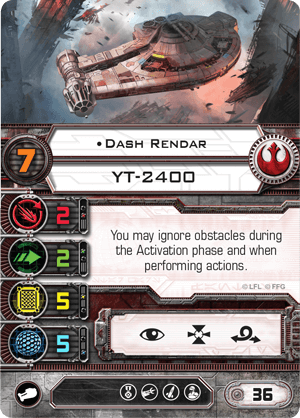 •Dash Rendar
7
YT-2400
2
2
5
5
You may ignore obstacles during
the Activation phase and when
performing actions.
© LFL © FFG
36